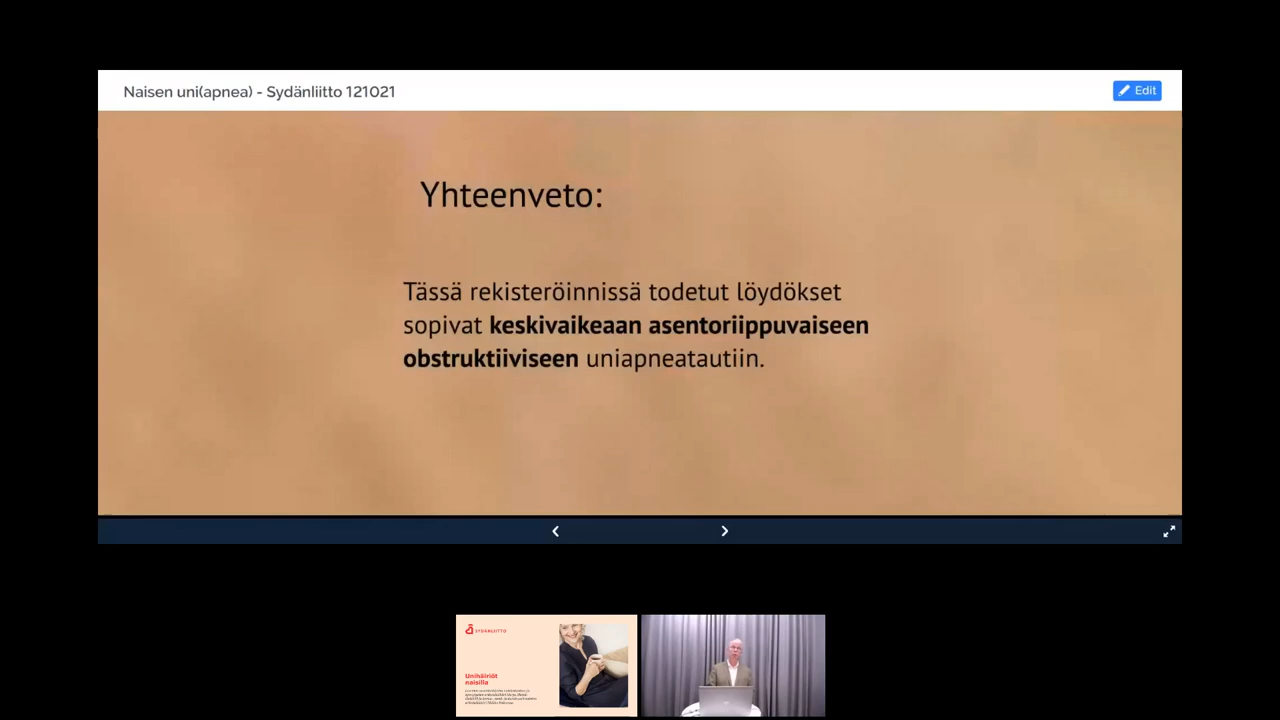 Naisen uni(apnea) - Sydänliitto 121021
Edit
Yhteenveto:
Tässä rekisteröinnissä todetut löydökset
sopivat keskivaikeaan asentoriippuvaiseen
obstruktiiviseen uniapneatautiin.
SYDÄNLIITTO
Unihäiriöt
naisilla